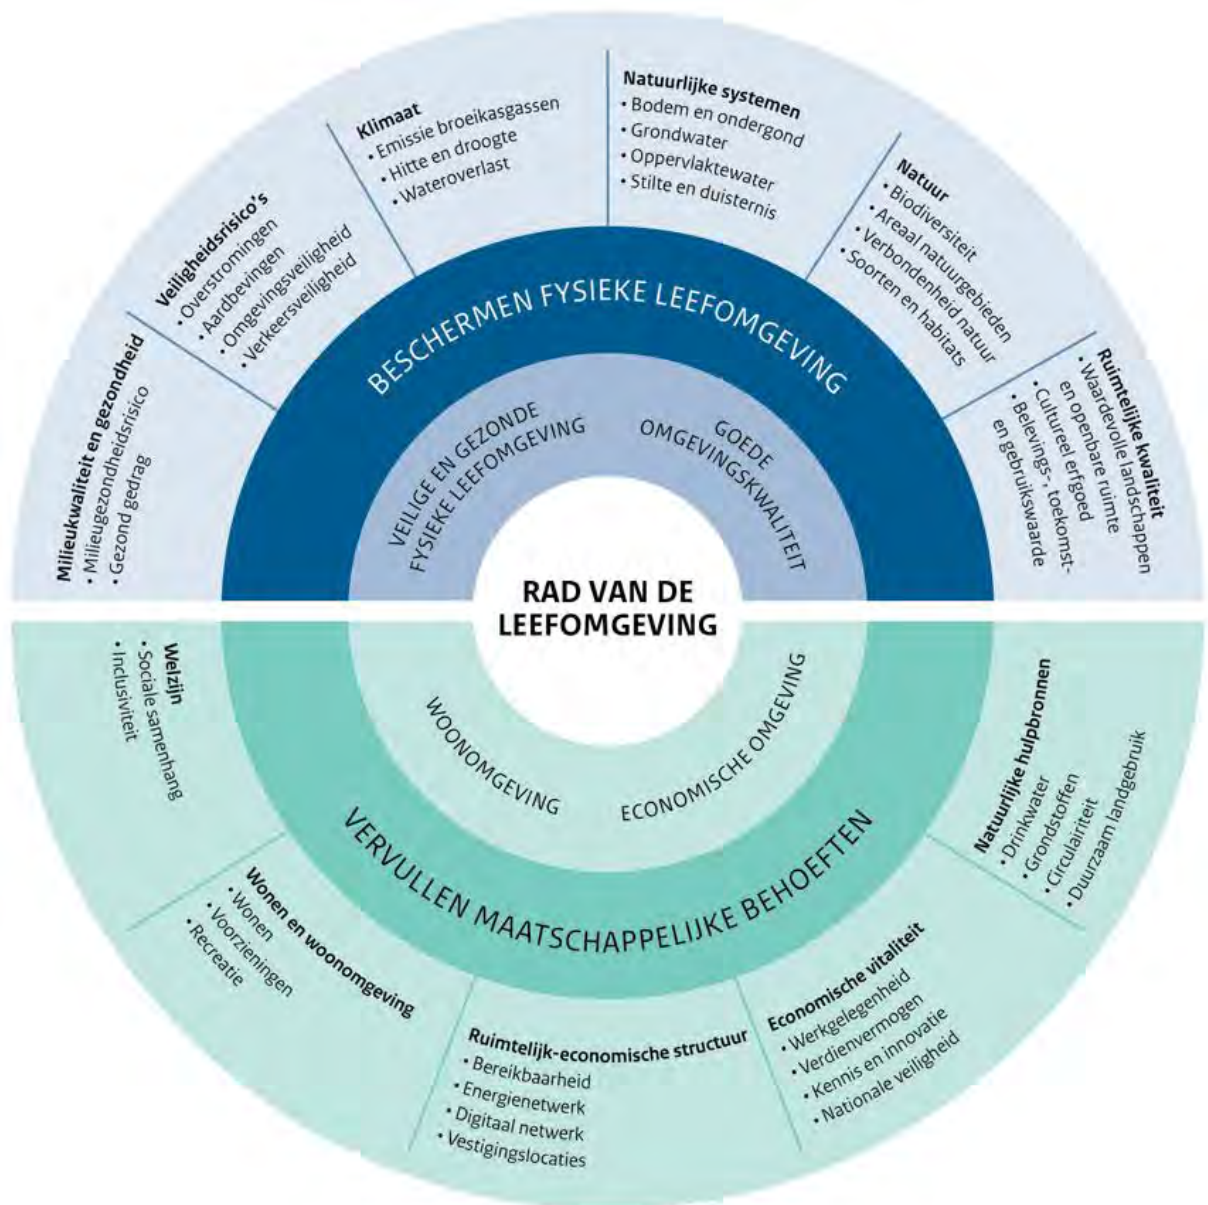 Klimaat
• Emissie broeikasgassen
• Hitte en droogte
• Wateroverlast
Natuurlijke systemen
• Bodem en ondergond
• Grondwater
• Oppervlaktewater
• Stilte en duisternis
Natuur
• Biodiversiteit
• Areaal natuurgebieden
• Verbondenheid natuur
• Soorten en habitats
Ruimtelijke kwaliteit
• Waardevolle landschappen
en openbare ruimte
• Cultureel erfgoed
• Belevings-, toekomst-
en gebruikswaarde
Veiligheidsrisico's
• Overstromingen
• Aardbevingen
• Omgevingsveiligheid
• Verkeersveiligheid
Milieukwaliteit en gezondheid
• Milieugezondheidsrisico
• Gezond gedrag
BESCHERMEN FYSIEKE LEEFOMGEVING
VEILIGE EN GEZONDE
FYSIEKE LEEFOMGEVING
GOEDE
OMGEVINGSKWALITEIT
RAD VAN DE
LEEFOMGEVING
WOONOMGEVING
ECONOMISCHE OMGEVING
VERVULLEN MAATSCHAPPELIJKE BEHOEFTEN
Welzijn
• Sociale samenhang
• Inclusiviteit
Wonen en woonomgeving
• Wonen
• Voorzieningen
• Recreatie
Ruimtelijk-economische structuur
• Bereikbaarheid
• Energienetwerk
• Digitaal netwerk
• Vestigingslocaties
Economische vitaliteit
• Werkgelegenheid
• Verdienvermogen
• Kennis en innovatie
• Nationale veiligheid
Natuurlijke hulpbronnen
• Drinkwater
• Grondstoffen
• Circulairiteit
• Duurzaam landgebruik